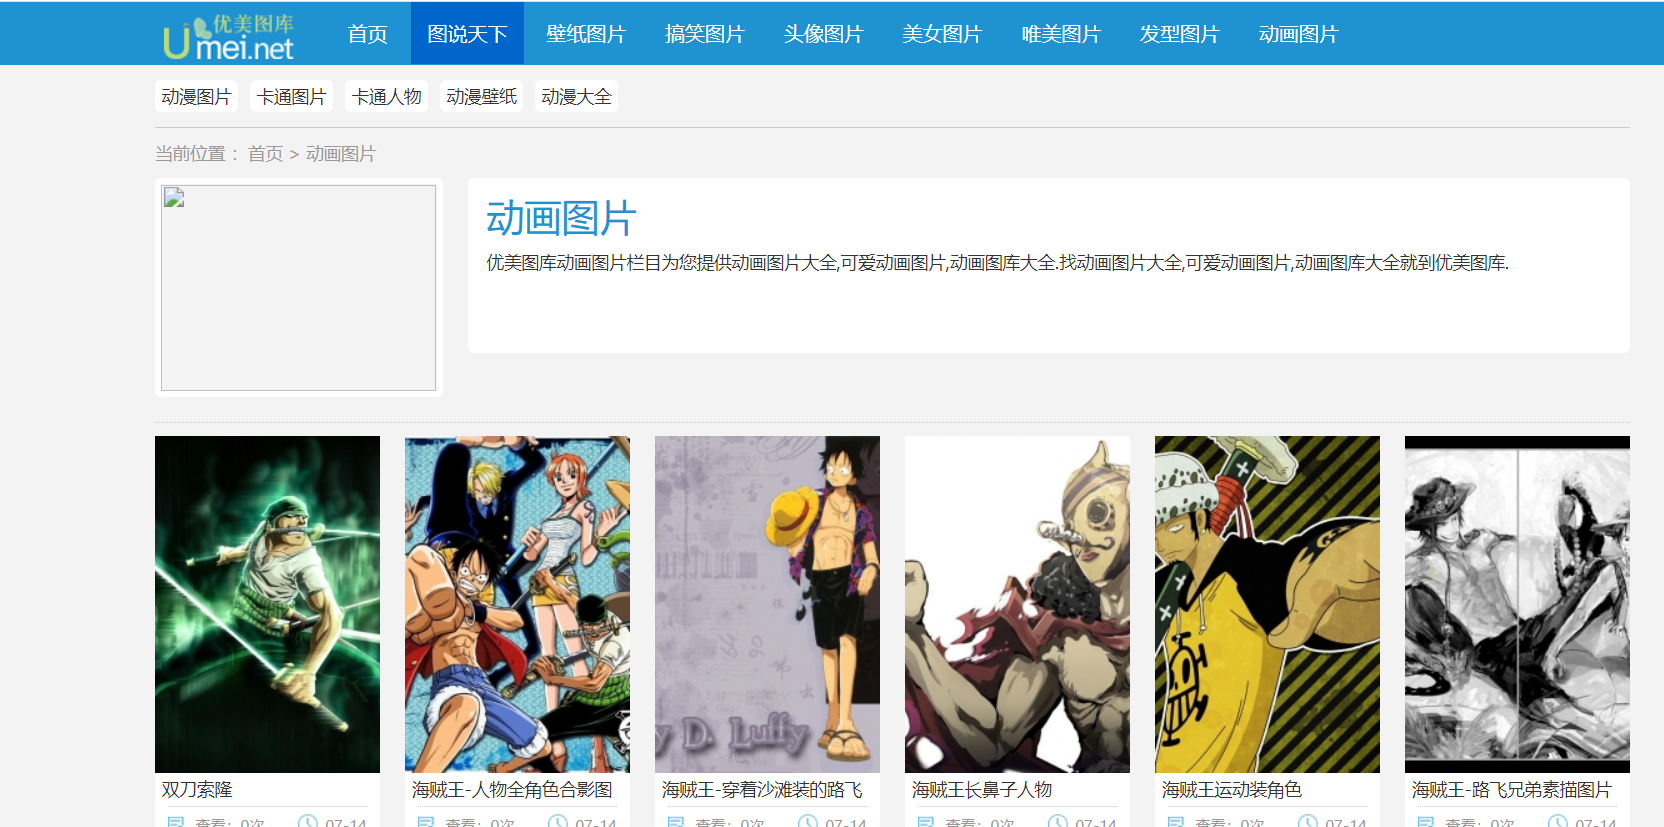 优美图库
Umei.net
首页 图说天下 壁纸图片 搞笑图片 头像图片 美女图片 唯美图片 发型图片 动画图片
动漫图片 卡通图片 卡通人物 动漫壁纸 动漫大全
当前位置： 首页 > 动画图片
动画图片
优美图库动画图片栏目为您提供动画图片大全,可爱动画图片,动画图库大全.找动画图片大全,可爱动画图片,动画图库大全就到优美图库.
y D. Luffy
双刀索隆 海贼王-人物全角色合影图 海贼王-穿着沙滩装的路飞 海贼王长鼻子人物 海贼王运动装角色 海贼王-路飞兄弟素描图片
查看：0次 07-14 查看：0次 07-14 查看：0次 07-14 查看：0次 07-14 查看：0次 07-14 查看：0次 07-14